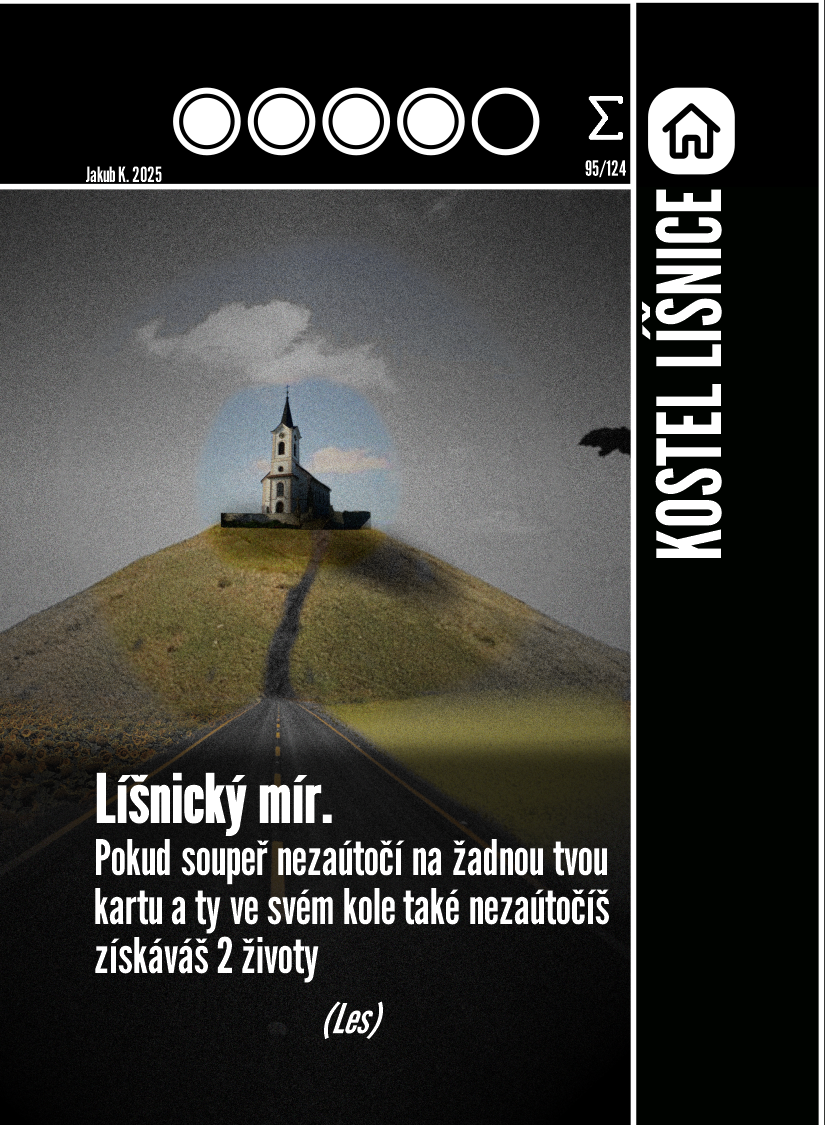 Σ
Jakub K. 2025
95/124
KOSTEL LÍŠNICE
Líšnický mír.
Pokud soupeř nezaútočí na žadnou tvou
kartu a ty ve svém kole také nezaútočíš
získáváš 2 životy
(Les)